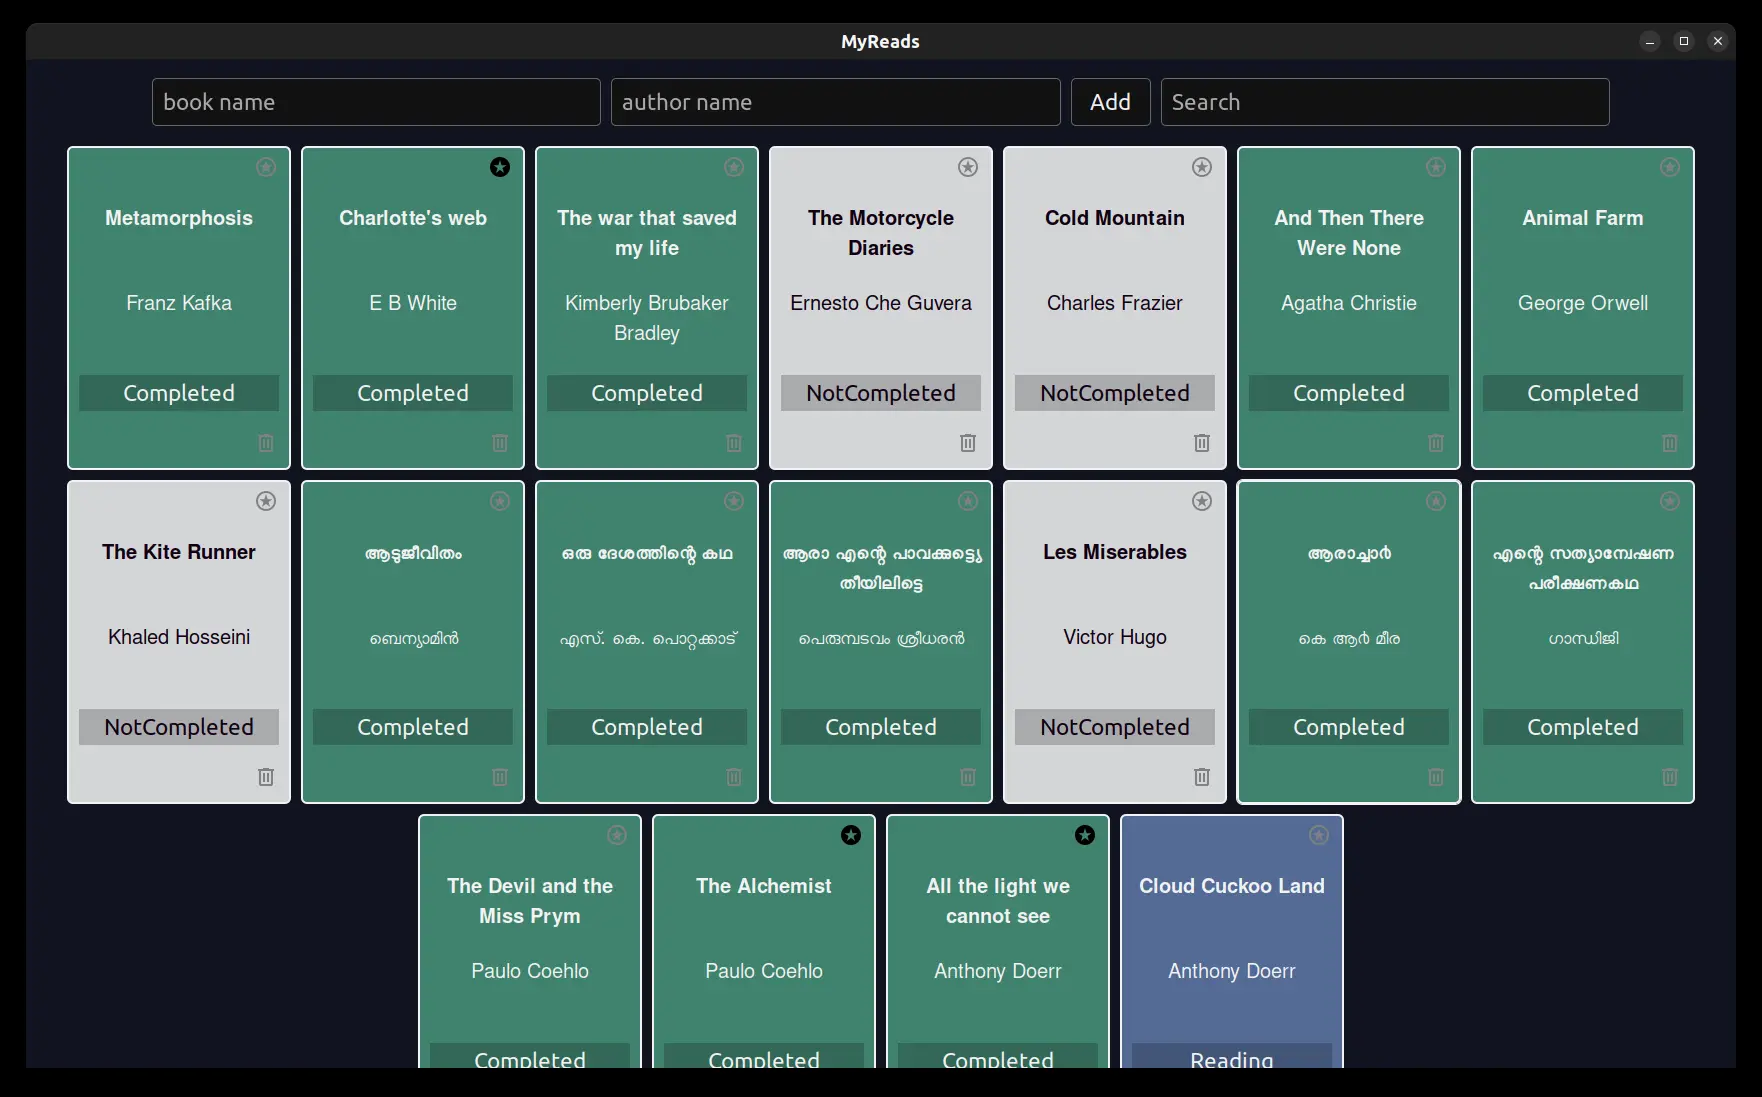 MyReads
book name
author name
Add
Search
Metamorphosis
Franz Kafka
Completed
Charlotte's web
E B White
Completed
The war that saved
my life
Kimberly Brubaker
Bradley
Completed
The Motorcycle
Diaries
Ernesto Che Guvera
NotCompleted
Cold Mountain
Charles Frazier
NotCompleted
And Then There
Were None
Agatha Christie
Completed
Animal Farm
George Orwell
Completed
The Kite Runner
Khaled Hosseini
NotCompleted
ആടുജീവിതം
ബെന്യാമിൻ
Completed
ഒരു ദേശത്തിന്റെ കഥ
എസ്. കെ. പൊറ്റക്കാട്
Completed
ആരാ എന്റെ പാവക്കുട്ട്യെ
തീയിലിട്ടെ
പെരുമ്പടവം ശ്രീധരൻ
Completed
Les Miserables
Victor Hugo
NotCompleted
ആരാച്ചാർ
കെ ആർ മീര
Completed
എന്റെ സത്യാന്വേഷണ
പരീക്ഷണകഥ
ഗാന്ധിജി
Completed
The Devil and the
Miss Prym
Paulo Coehlo
Completed
The Alchemist
Paulo Coehlo
Completed
All the light we
cannot see
Anthony Doerr
Completed
Cloud Cuckoo Land
Anthony Doerr
Reading